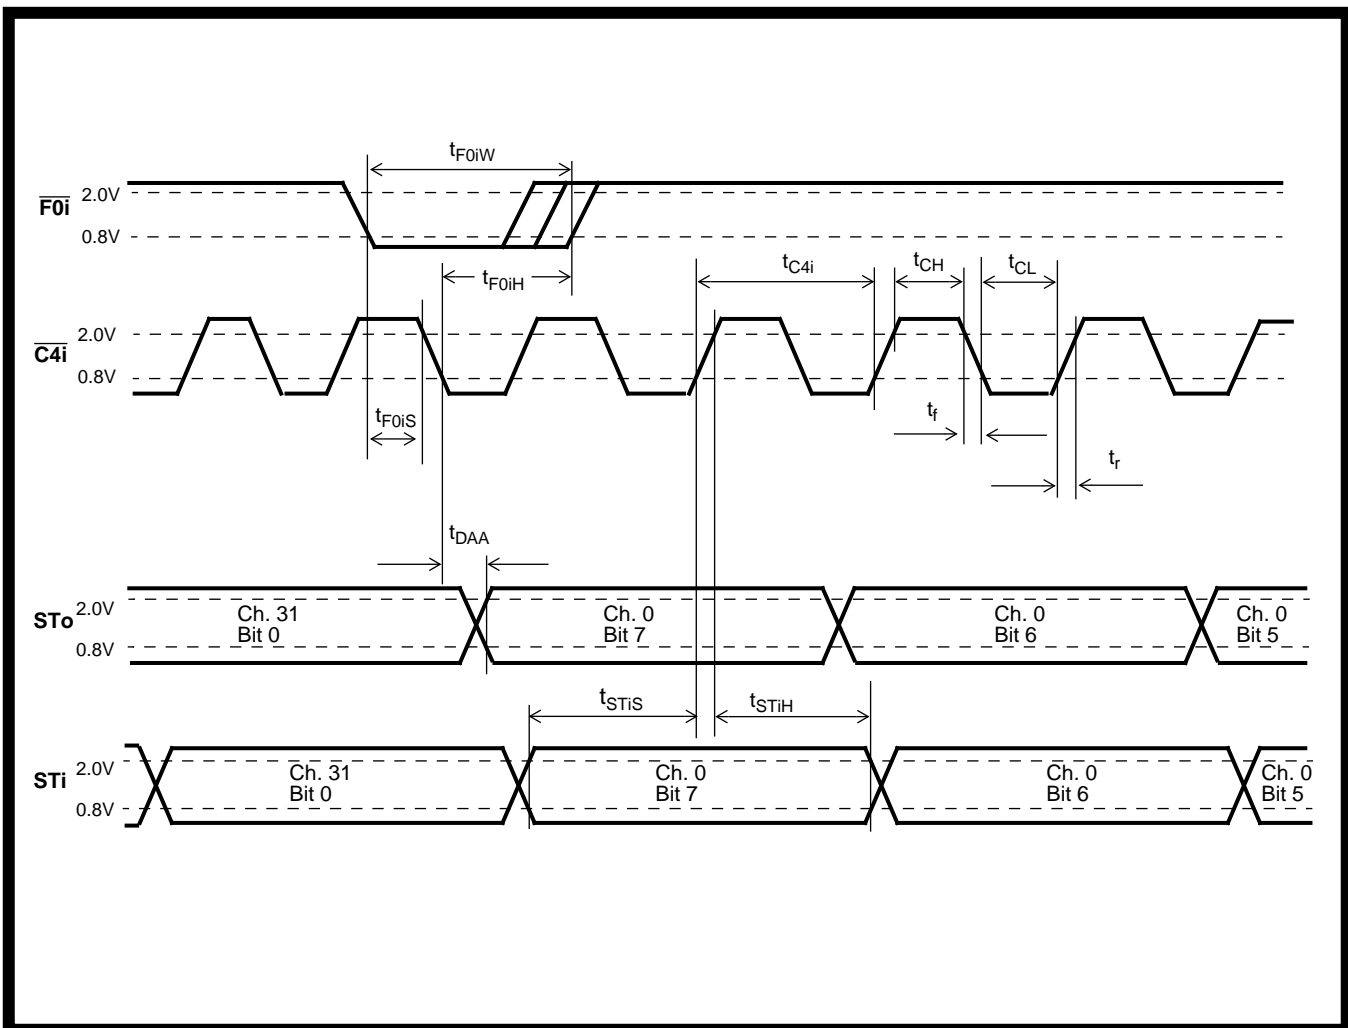 tF0iW
F0i
2.0V
0.8V
tF0iH
tC4i
tCH
tCL
C4i
2.0V
0.8V
tF0iS
tf
tr
tDAA
STo
2.0V
0.8V
Ch. 31
Bit 0
Ch. 0
Bit 7
Ch. 0
Bit 6
Ch. 0
Bit 5
tSTiS
tSTiH
STi
2.0V
0.8V
Ch. 31
Bit 0
Ch. 0
Bit 7
Ch. 0
Bit 6
Ch. 0
Bit 5